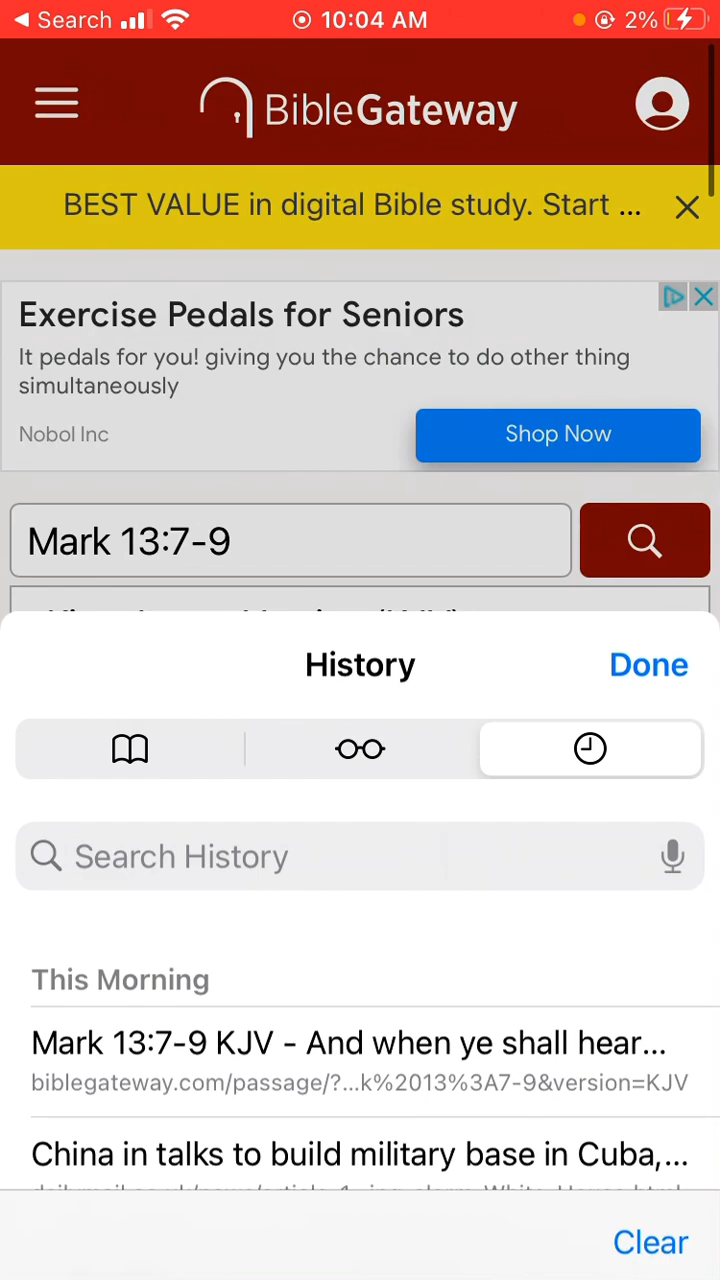 Search 10:04 AM 2%
BibleGateway
BEST VALUE in digital Bible study. Start ...
Exercise Pedals for Seniors
It pedals for you! giving you the chance to do other thing
simultaneously
Nobol Inc
Shop Now
Mark 13:7-9
History
Done
Search History
This Morning
Mark 13:7-9 KJV - And when ye shall hear...
biblegateway.com/passage/?...k%2013%3A7-9&version=KJV
China in talks to build military base in Cuba,...
Clear